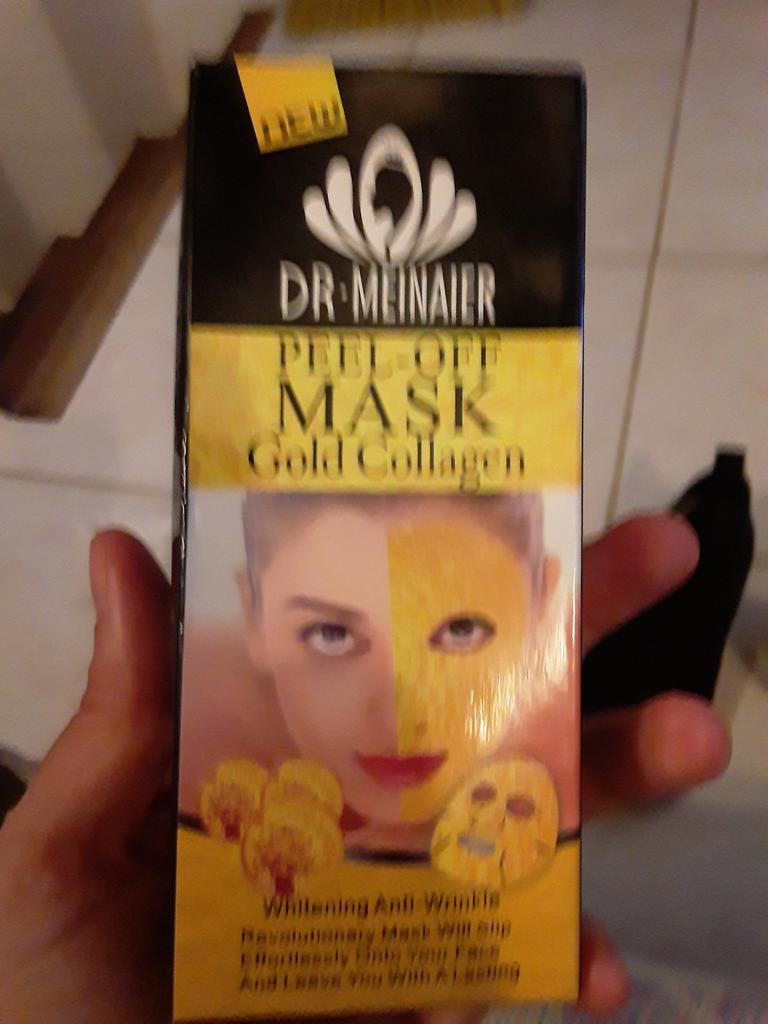 NEW
DR·MEINAIER
PEEL-OFF
MASK
Gold Collagen
Whitening Anti-Wrinkle
Revolutionary Mask Will Slip
Effortlessly Onto Your Face
And Leave You With A Lasting